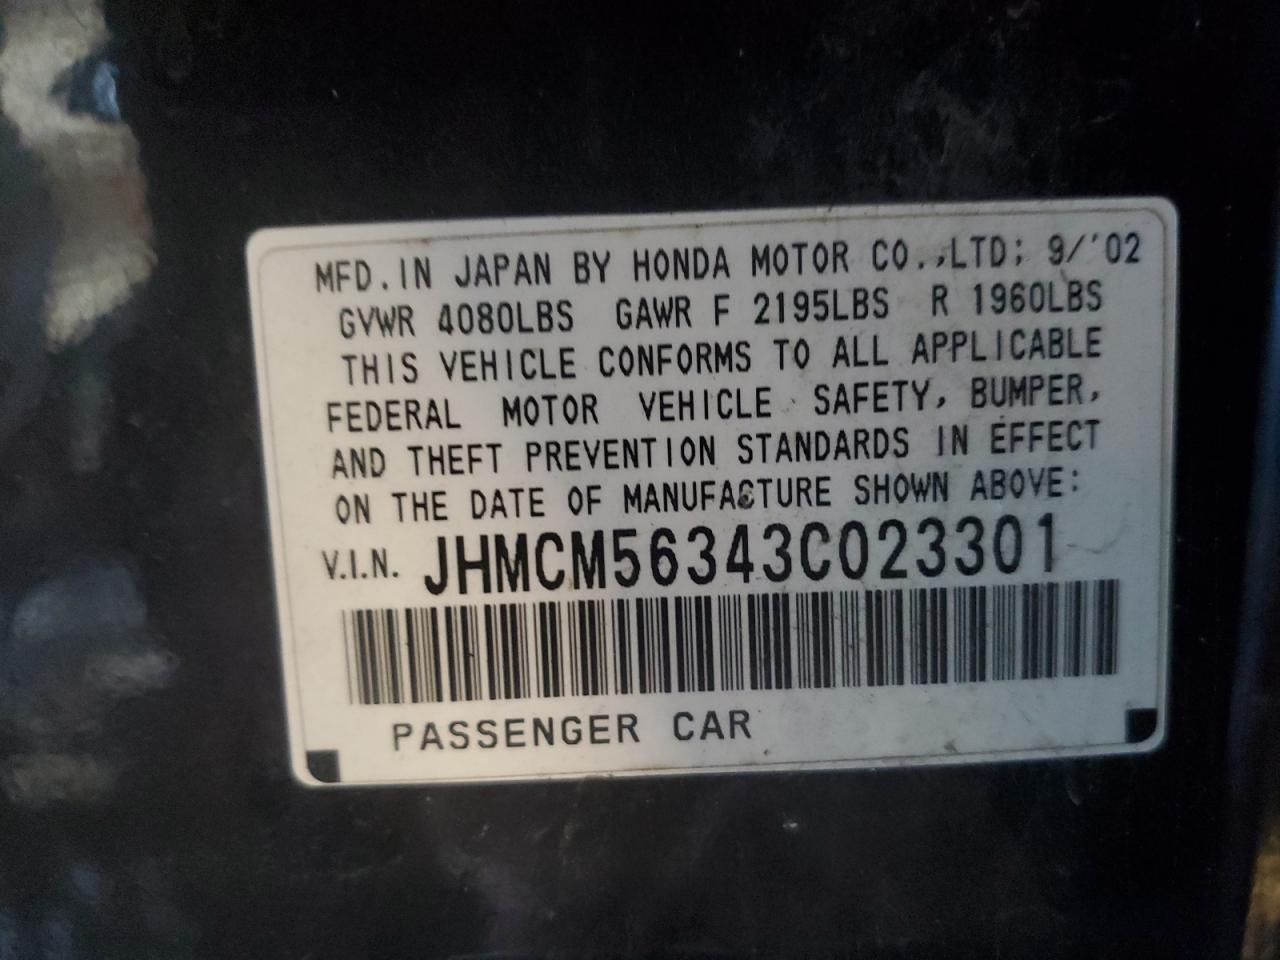 MFD.IN JAPAN BY HONDA MOTOR CO.,LTD; 9/'02
GVWR 4080LBS GAWR F 2195LBS R 1960LBS
THIS VEHICLE CONFORMS TO ALL APPLICABLE
FEDERAL MOTOR VEHICLE SAFETY, BUMPER,
AND THEFT PREVENTION STANDARDS IN EFFECT
ON THE DATE OF MANUFACTURE SHOWN ABOVE:
V.I.N. JHMCM56343C023301
PASSENGER CAR